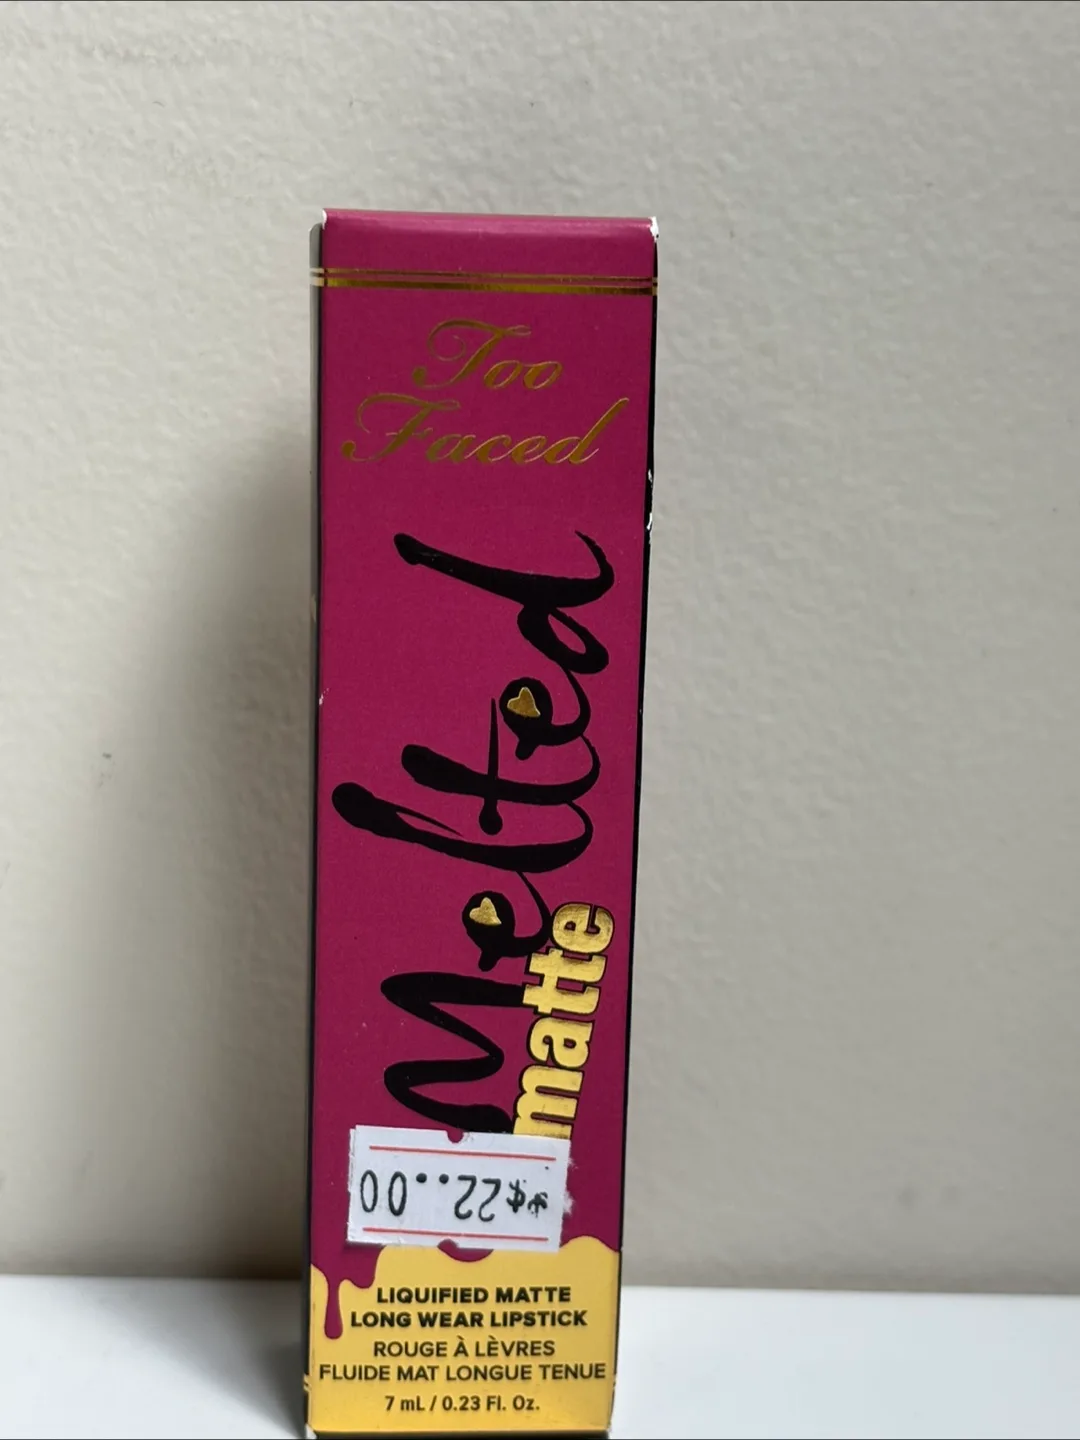 Too
Faced
Melted
matte
*$22..00
LIQUIFIED MATTE
LONG WEAR LIPSTICK
ROUGE À LÈVRES
FLUIDE MAT LONGUE TENUE
7 mL / 0.23 Fl. Oz.